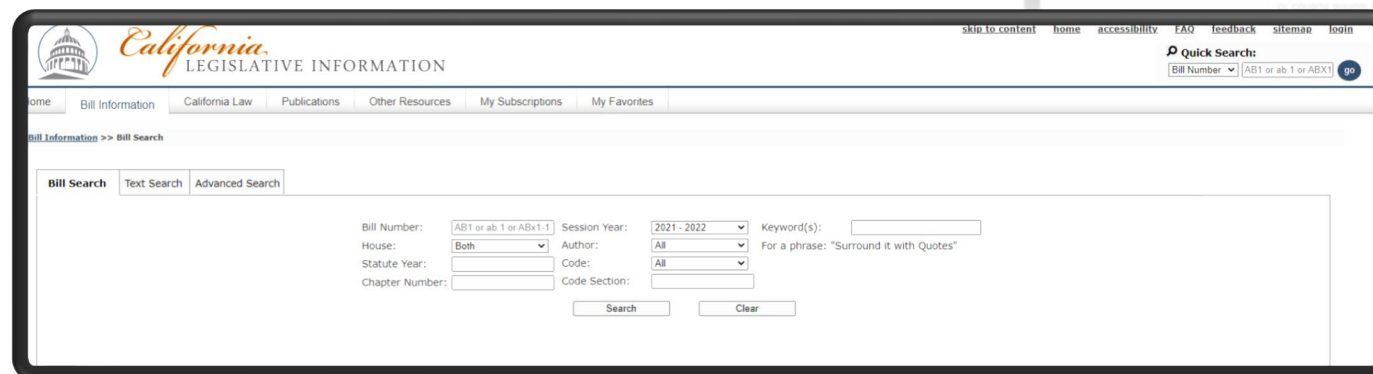 skip to content home accessibility FAQ feedback sitemap login
California
LEGISLATIVE INFORMATION
Quick Search:
Bill Number AB1 or ab 1 or ABX1 go
ome Bill Information California Law Publications Other Resources My Subscriptions My Favorites
Bill Information >> Bill Search
Bill Search Text Search Advanced Search
Bill Number: AB1 or ab 1 or ABx1-1 Session Year: 2021 - 2022 Keyword(s):
House: Both Author: All For a phrase: "Surround it with Quotes"
Statute Year: Code: All
Chapter Number: Code Section:
Search Clear